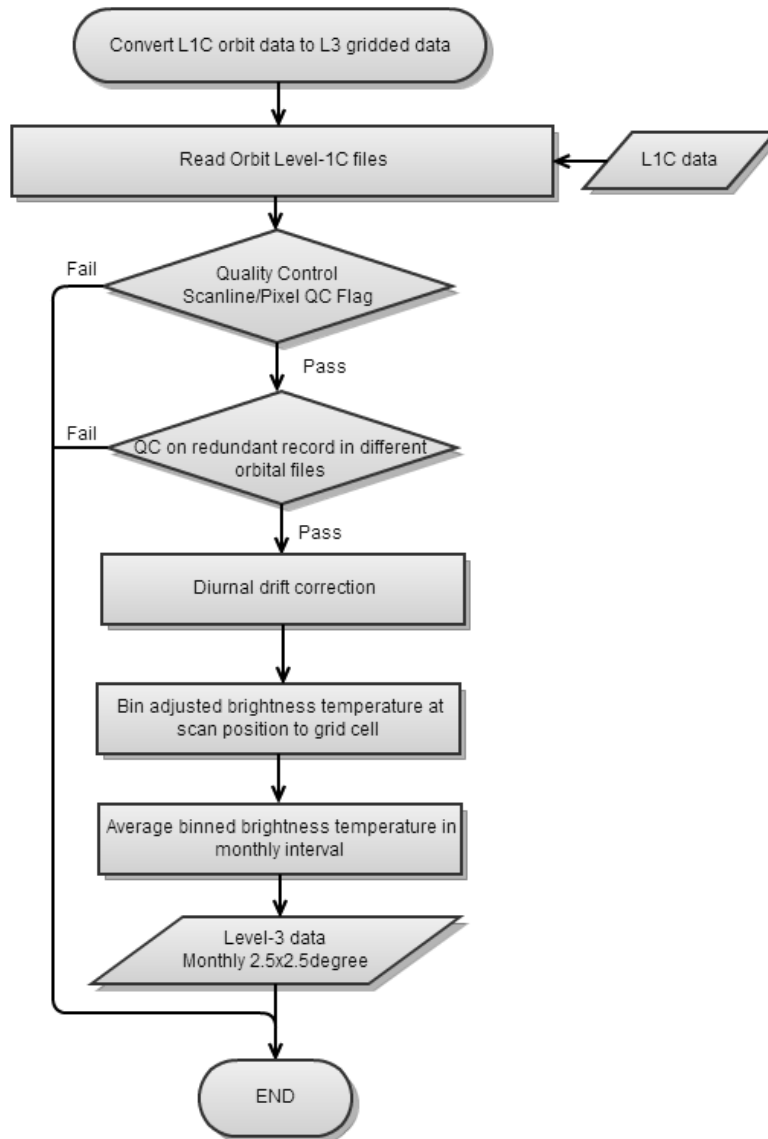 Convert L1C orbit data to L3 gridded data
Read Orbit Level-1C files
L1C data
Fail
Quality Control
Scanline/Pixel QC Flag
Pass
Fail
QC on redundant record in different
orbital files
Pass
Diurnal drift correction
Bin adjusted brightness temperature at
scan position to grid cell
Average binned brightness temperature in
monthly interval
Level-3 data
Monthly 2.5x2.5degree
END